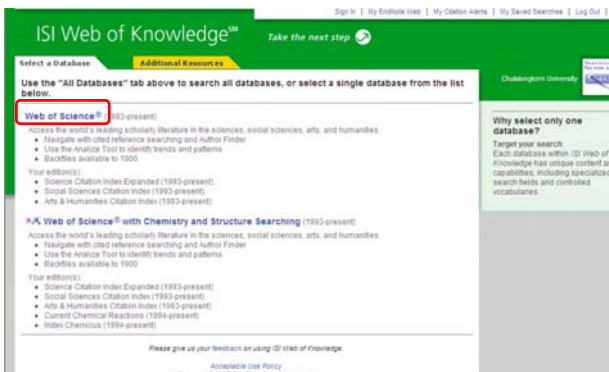 Sign In | My EndNote Web | My Citation Alerts | My Saved Searches | Log Out |
ISI Web of Knowledge℠
Take the next step
Select a Database
Additional Resources
Use the "All Databases" tab above to search all databases, or select a single database from the list
below.
Web of Science® (1993-present)
Access the world's leading scholarly literature in the sciences, social sciences, arts, and humanities.
• Navigate with cited reference searching and Author Finder
• Use the Analyze Tool to identify trends and patterns
• Backfiles available to 1900
Your edition(s):
• Science Citation Index Expanded (1993-present)
• Social Sciences Citation Index (1993-present)
• Arts & Humanities Citation Index (1993-present)
Web of Science® with Chemistry and Structure Searching (1993-present)
Access the world's leading scholarly literature in the sciences, social sciences, arts, and humanities.
• Navigate with cited reference searching and Author Finder
• Use the Analyze Tool to identify trends and patterns
• Backfiles available to 1900
Your edition(s):
• Science Citation Index Expanded (1993-present)
• Social Sciences Citation Index (1993-present)
• Arts & Humanities Citation Index (1993-present)
• Current Chemical Reactions (1994-present)
• Index Chemicus (1994-present)
Please give us your feedback on using ISI Web of Knowledge.
Acceptable Use Policy
Chulalongkorn University
Why select only one
database?
Target your search
Each database within ISI Web of
Knowledge has unique content
capabilities, including specialized
search fields and controlled
vocabularies.